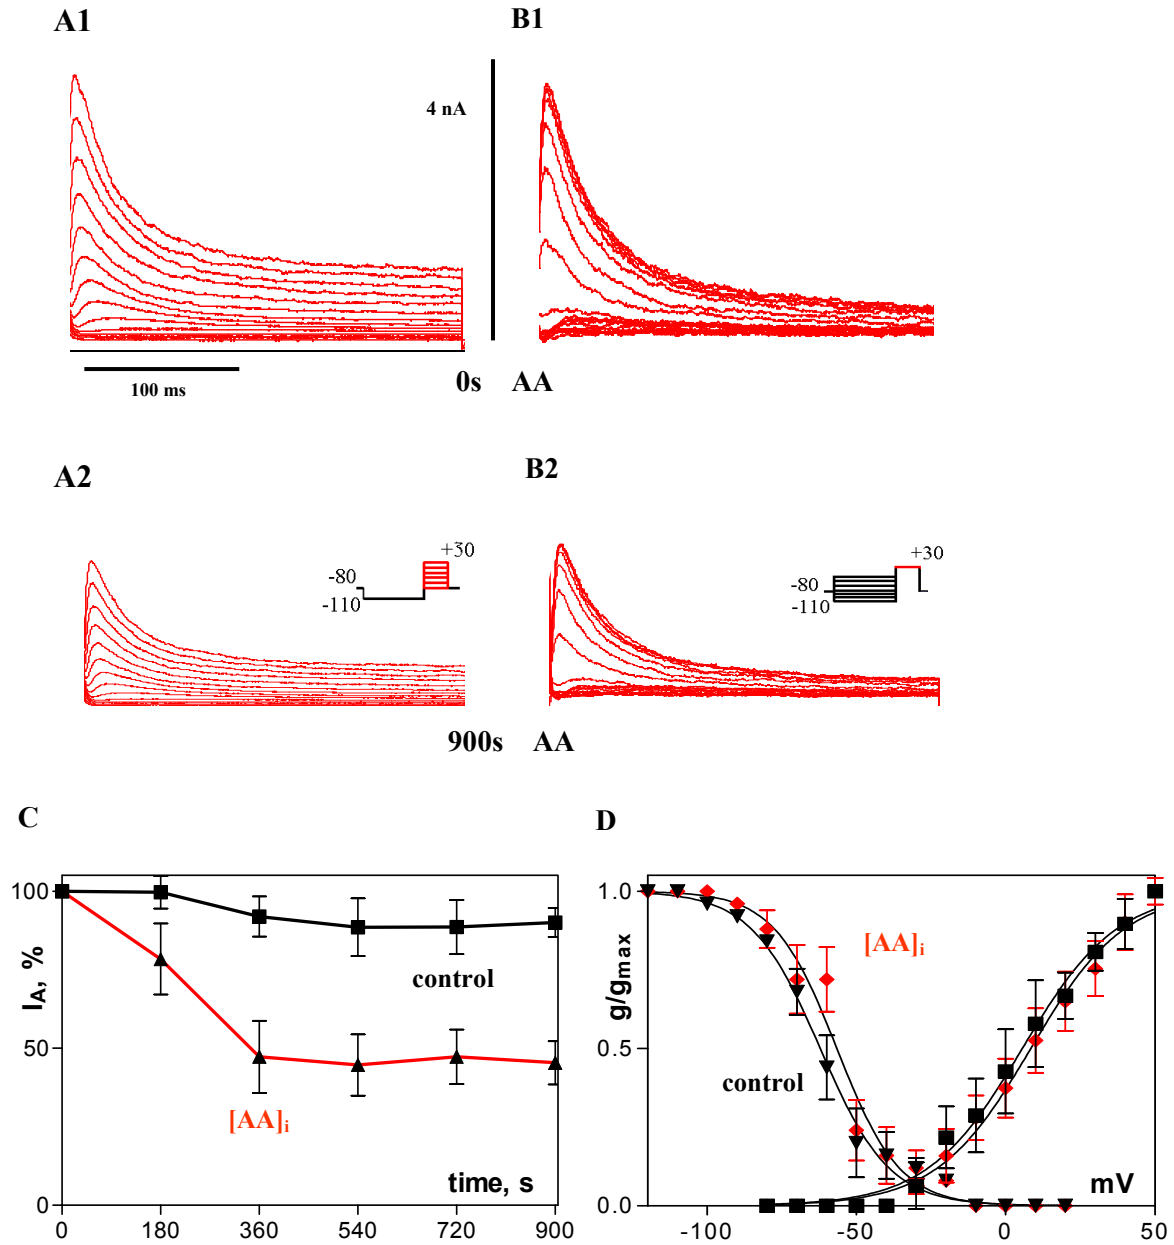 A1
B1
4 nA
100 ms
0s AA
A2
B2
+30
-80
-110
+30
-80
-110
900s AA
C
D
100
50
0
I_A, %
control
[AA]i
time, s
0 180 360 540 720 900
1.0
0.5
0.0
g/gmax
[AA]i
control
mV
-100 -50 0 50